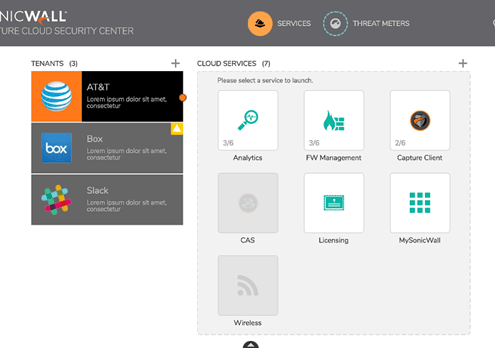 NICWALL
TURE CLOUD SECURITY CENTER
SERVICES
THREAT METERS
TENANTS (3)
AT&T
Lorem ipsum dolor sit amet,
consectetur
box
Box
Lorem ipsum dolor sit amet,
consectetur
Slack
Lorem ipsum dolor sit amet,
consectetur
CLOUD SERVICES (7)
Please select a service to launch.
3/6
Analytics
3/6
FW Management
2/6
Capture Client
CAS
Licensing
MySonicWall
Wireless